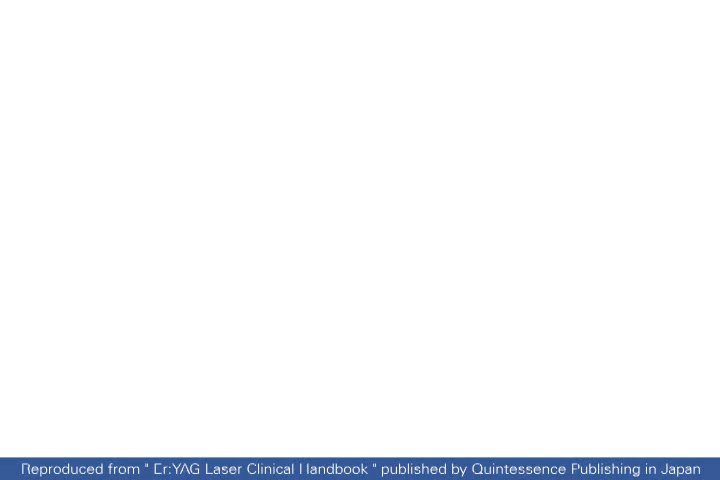 Reproduced from " Er:YAG Laser Clinical Handbook " published by Quintessence Publishing in Japan